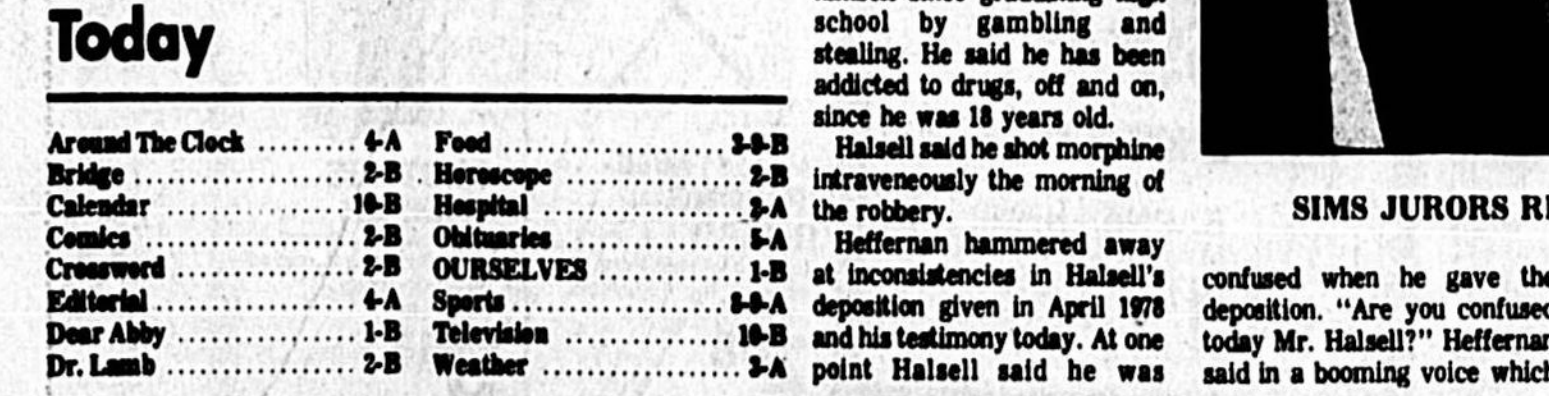 Today
Around The Clock ........ 4-A
Bridge ................ 2-B
Calendar ............. 10-B
Comics ................ 2-B
Crossword ............. 2-B
Editorial ............... 4-A
Dear Abby ............. 1-B
Dr. Lamb .............. 2-B
Food ...................
Horoscope ............... 2-B
Hospital .................
Obituaries ............... 5-A
OURSELVES ............ 1-B
Sports ................... 8-9-A
Television .............. 10-B
Weather .................
since graduating high
school by gambling and
stealing. He said he has been
addicted to drugs, off and on,
since he was 18 years old.
Halsell said he shot morphine
intraveneously the morning of
the robbery.
Heffernan hammered away
at inconsistencies in Halsell's
deposition given in April 1978
and his testimony today. At one
point Halsell said he was
SIMS JURORS
confused when he gave the
deposition. "Are you confused
today Mr. Halsell?" Heffernan
said in a booming voice which